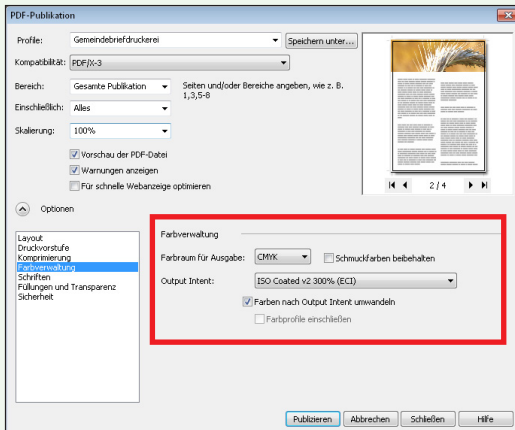 PDF-Publikation
Profile: Gemeindebriefdruckerei Speichern unter...
Kompatibilität: PDF/X-3
Bereich: Gesamte Publikation Seiten und/oder Bereiche angeben, wie z. B. 1,3,5-8
Einschließlich: Alles
Skalierung: 100%
Vorschau der PDF-Datei
Warnungen anzeigen
Für schnelle Webanzeige optimieren
2 / 4
Optionen
Layout
Druckvorstufe
Komprimierung
Farbverwaltung
Schriften
Füllungen und Transparenz
Sicherheit
Farbverwaltung
Farbraum für Ausgabe: CMYK Schmuckfarben beibehalten
Output Intent: ISO Coated v2 300% (ECI)
Farben nach Output Intent umwandeln
Farbprofile einschließen
Publizieren Abbrechen Schließen Hilfe